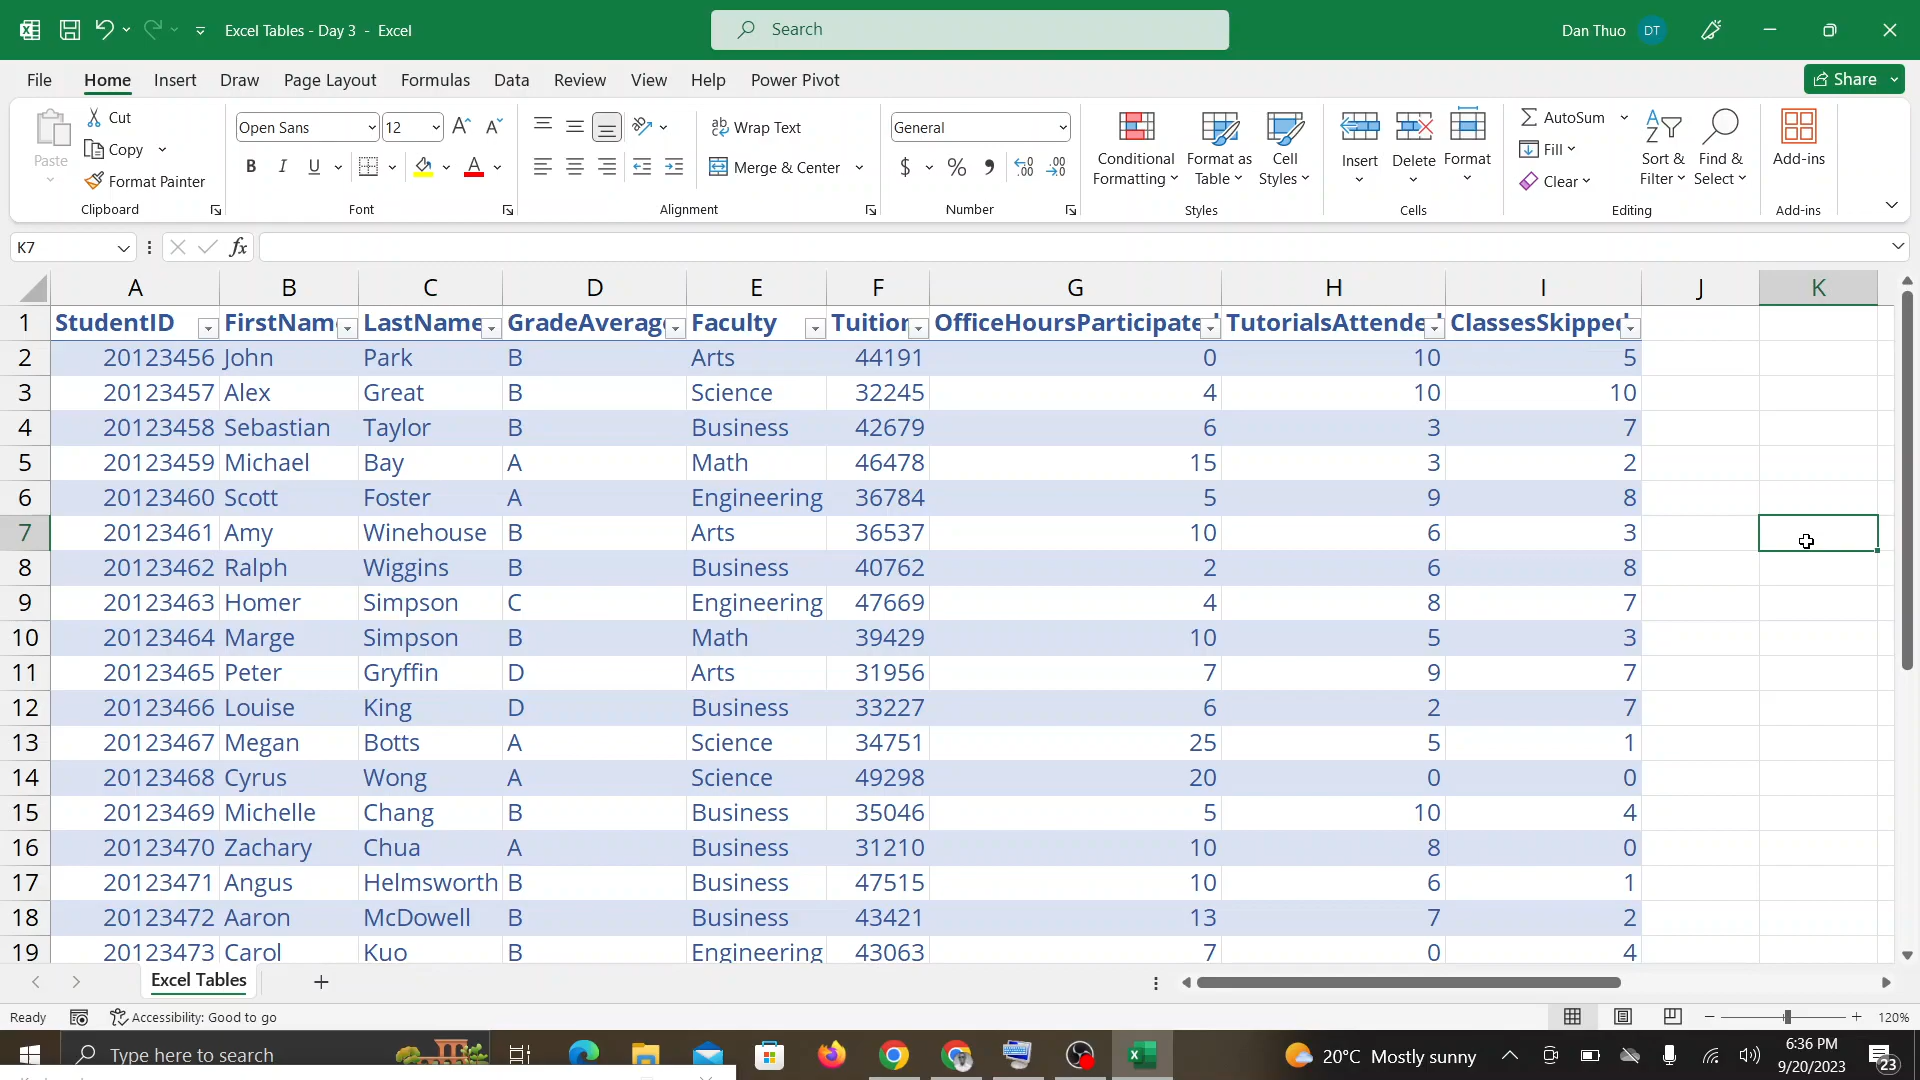 Excel Tables - Day 3 - Excel
Search
Dan Thuo DT
File Home Insert Draw Page Layout Formulas Data Review View Help Power Pivot
Share
Paste
Cut
Copy
Format Painter
Clipboard
Open Sans 12
B I U
Font
Wrap Text
Merge & Center
Alignment
General
$ % ,
Number
Conditional Formatting
Format as Table
Cell Styles
Styles
Insert Delete Format
Cells
AutoSum
Fill
Clear
Sort & Filter
Find & Select
Editing
Add-ins
Add-ins
K7 fx
A B C D E F G H I J K
1 StudentID FirstNam LastName GradeAverag Faculty Tuition OfficeHoursParticipate TutorialsAttende ClassesSkipped
2 20123456 John Park B Arts 44191 0 10 5
3 20123457 Alex Great B Science 32245 4 10 10
4 20123458 Sebastian Taylor B Business 42679 6 3 7
5 20123459 Michael Bay A Math 46478 15 3 2
6 20123460 Scott Foster A Engineering 36784 5 9 8
7 20123461 Amy Winehouse B Arts 36537 10 6 3
8 20123462 Ralph Wiggins B Business 40762 2 6 8
9 20123463 Homer Simpson C Engineering 47669 4 8 7
10 20123464 Marge Simpson B Math 39429 10 5 3
11 20123465 Peter Gryffin D Arts 31956 7 9 7
12 20123466 Louise King D Business 33227 6 2 7
13 20123467 Megan Botts A Science 34751 25 5 1
14 20123468 Cyrus Wong A Science 49298 20 0 0
15 20123469 Michelle Chang B Business 35046 5 10 4
16 20123470 Zachary Chua A Business 31210 10 8 0
17 20123471 Angus Helmsworth B Business 47515 10 6 1
18 20123472 Aaron McDowell B Business 43421 13 7 2
19 20123473 Carol Kuo B Engineering 43063 7 0 4
Excel Tables
Ready Accessibility: Good to go 120%
Type here to search
20°C Mostly sunny
6:36 PM
9/20/2023
23